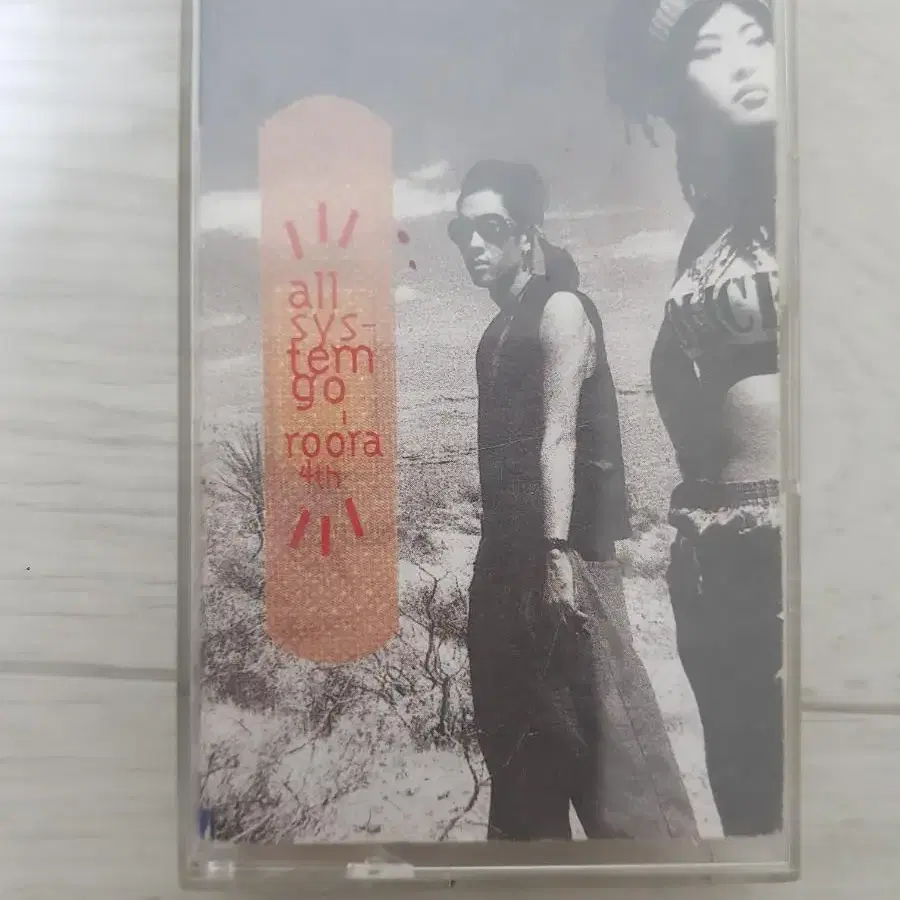 all
sys-
tem
go
-
roora
4th